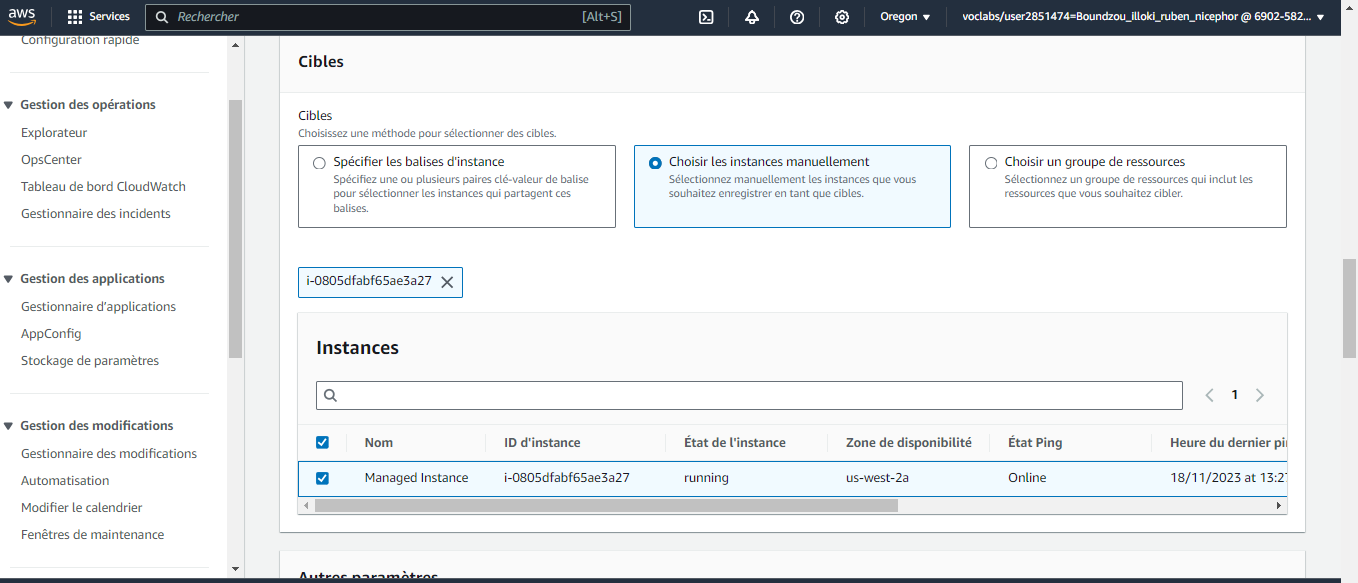 aws
Services
Rechercher
[Alt+S]
Oregon
voclabs/user2851474=Boundzou_illoki_ruben_nicephor @ 6902-582...
Configuration rapide
Gestion des opérations
Explorateur
OpsCenter
Tableau de bord CloudWatch
Gestionnaire des incidents
Gestion des applications
Gestionnaire d'applications
AppConfig
Stockage de paramètres
Gestion des modifications
Gestionnaire des modifications
Automatisation
Modifier le calendrier
Fenêtres de maintenance
Cibles
Cibles
Choisissez une méthode pour sélectionner des cibles.
Spécifier les balises d'instance
Spécifiez une ou plusieurs paires clé-valeur de balise
pour sélectionner les instances qui partagent ces
balises.
Choisir les instances manuellement
Sélectionnez manuellement les instances que vous
souhaitez enregistrer en tant que cibles.
Choisir un groupe de ressources
Sélectionnez un groupe de ressources qui inclut les
ressources que vous souhaitez cibler.
i-0805dfabf65ae3a27
Instances
1
Nom ID d'instance État de l'instance Zone de disponibilité État Ping Heure du dernier pi
Managed Instance i-0805dfabf65ae3a27 running us-west-2a Online 18/11/2023 at 13:2
Autres paramètres